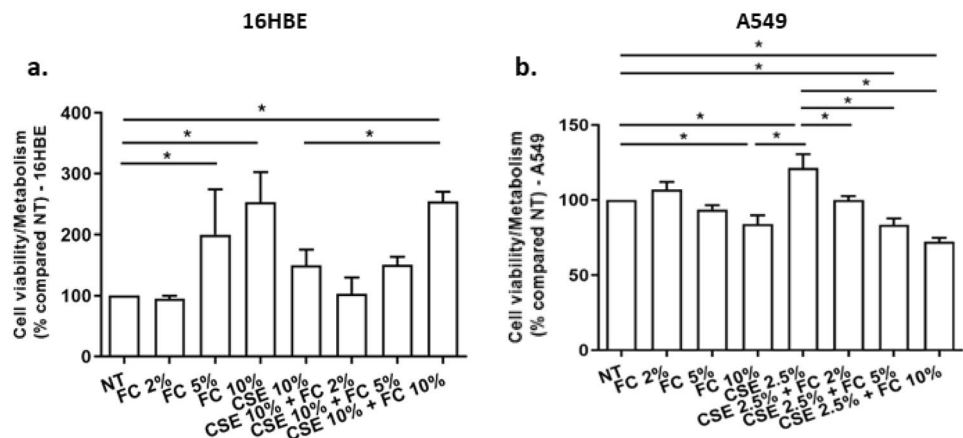 16HBE
A549
a.
b.
Cell viability/Metabolism
(% compared NT) - 16HBE
400
300
250
200
100
0
*
*
*
*
NT
FC 2%
FC 5%
FC 10%
CSE 10%
CSE 10% + FC 2%
CSE 10% + FC 5%
CSE 10% + FC 10%
Cell viability/Metabolism
(% compared NT) - A549
150
100
50
0
*
*
*
*
*
*
*
*
NT
FC 2%
FC 5%
FC 10%
CSE 2.5%
CSE 2.5% + FC 2%
CSE 2.5% + FC 5%
CSE 2.5% + FC 10%